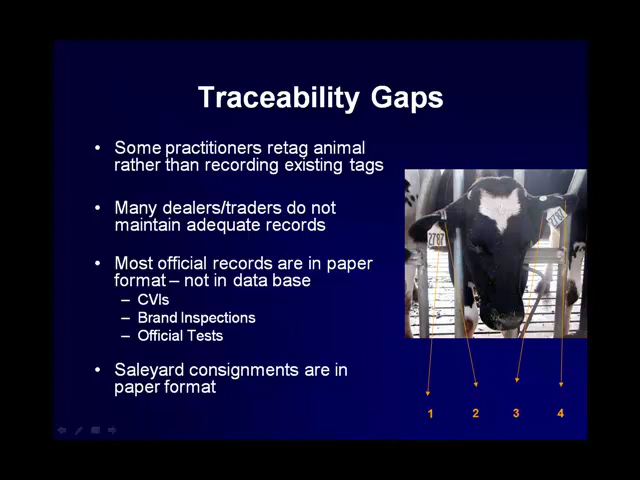 Traceability Gaps
• Some practitioners retag animal
rather than recording existing tags
• Many dealers/traders do not
maintain adequate records
• Most official records are in paper
format – not in data base
– CVIs
– Brand Inspections
– Official Tests
• Saleyard consignments are in
paper format
2787
2787
1 2 3 4